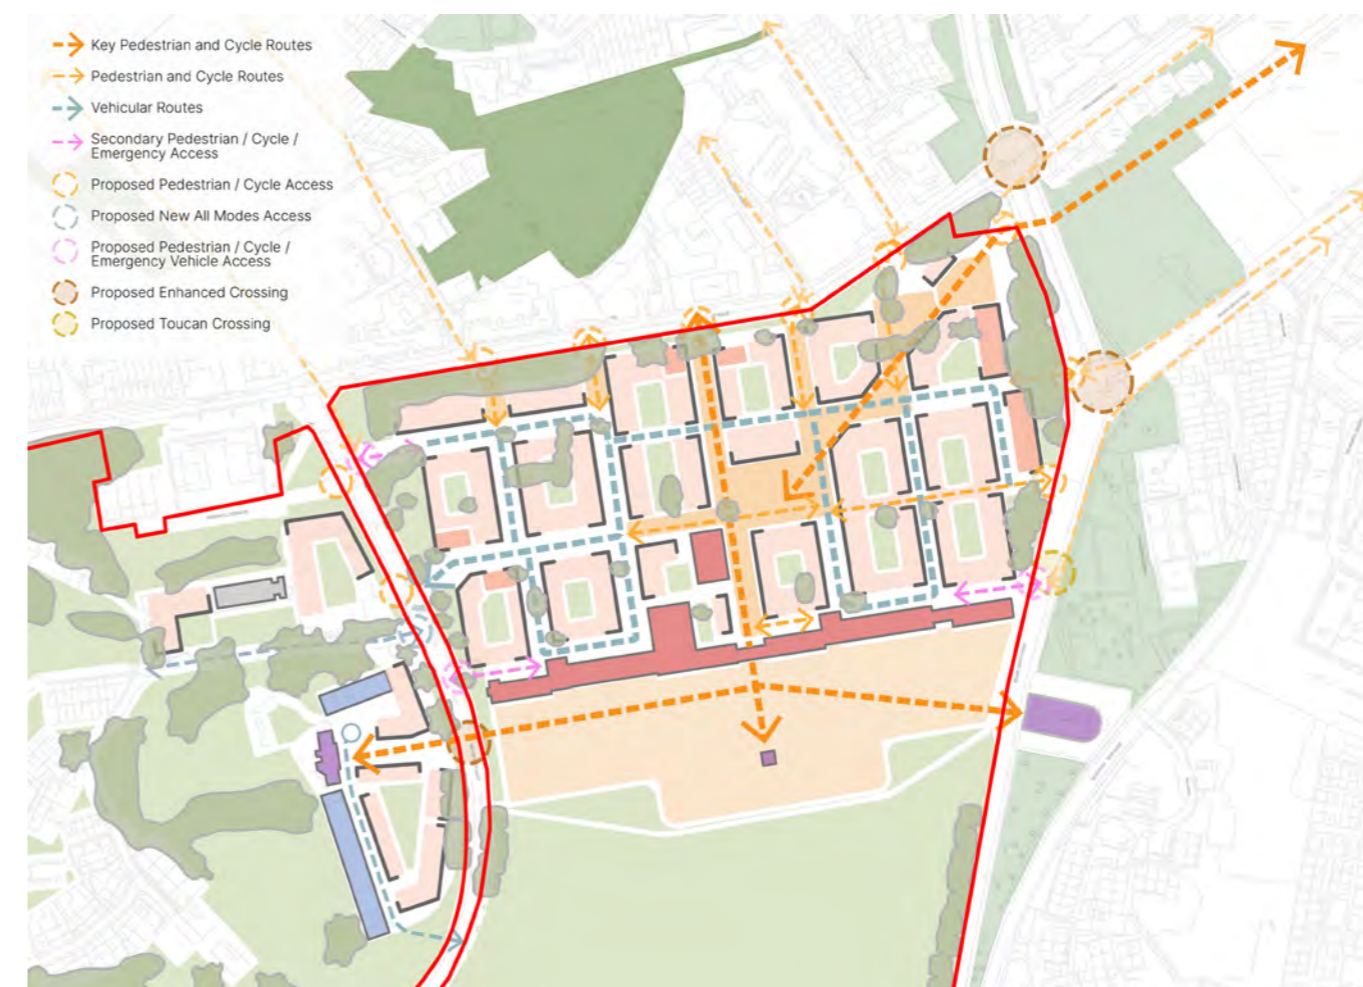 Key Pedestrian and Cycle Routes
Pedestrian and Cycle Routes
Vehicular Routes
Secondary Pedestrian / Cycle /
Emergency Access
Proposed Pedestrian / Cycle Access
Proposed New All Modes Access
Proposed Pedestrian / Cycle /
Emergency Vehicle Access
Proposed Enhanced Crossing
Proposed Toucan Crossing